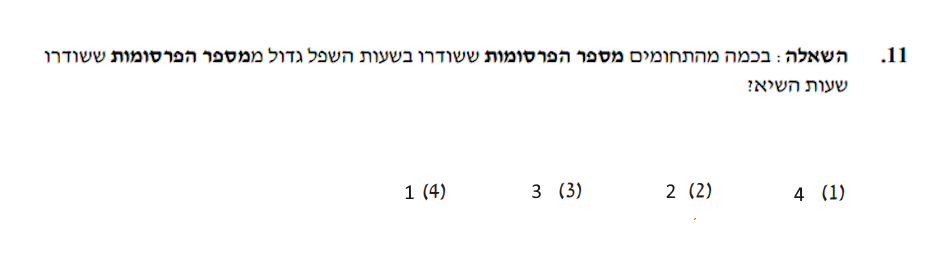 11. השאלה : בכמה מהתחומים מספר הפרסומות ששודרו בשעות השפל גדול ממספר הפרסומות ששודרו
שעות השיא?
(1) 4 (2) 2 (3) 3 (4) 1